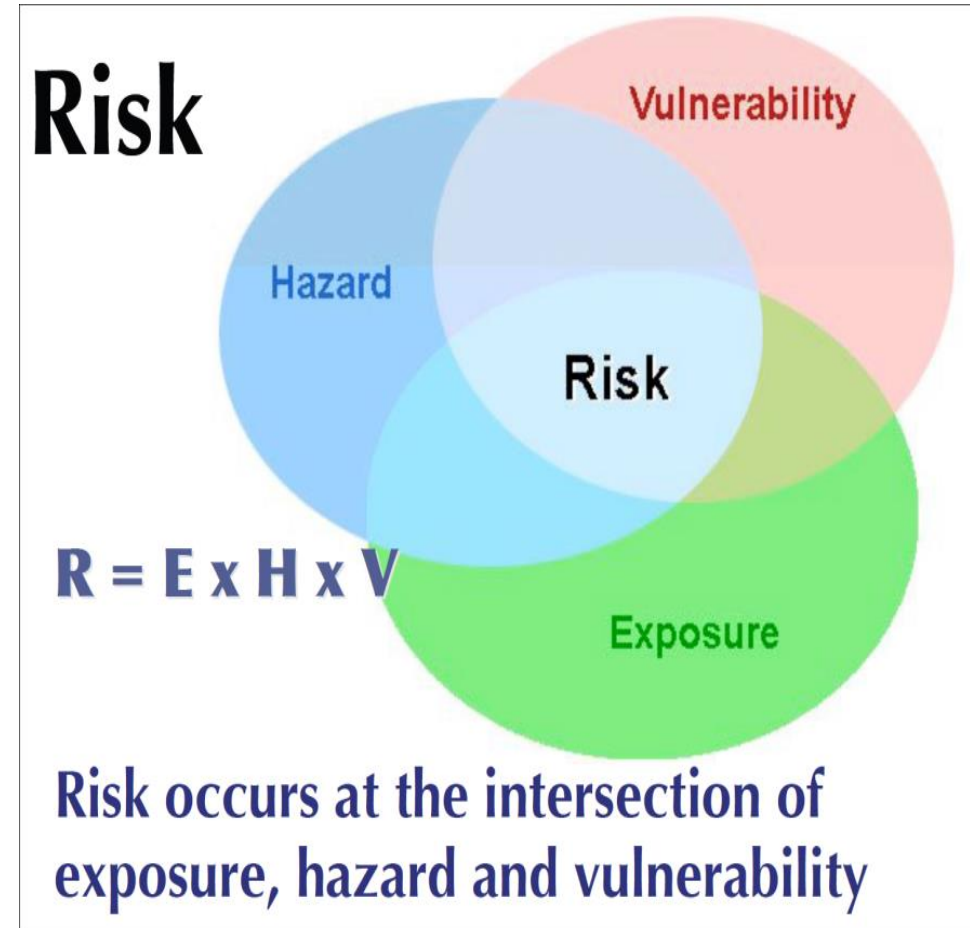 Risk
Vulnerability
Hazard
Risk
R = E x H x V
Exposure
Risk occurs at the intersection of
exposure, hazard and vulnerability